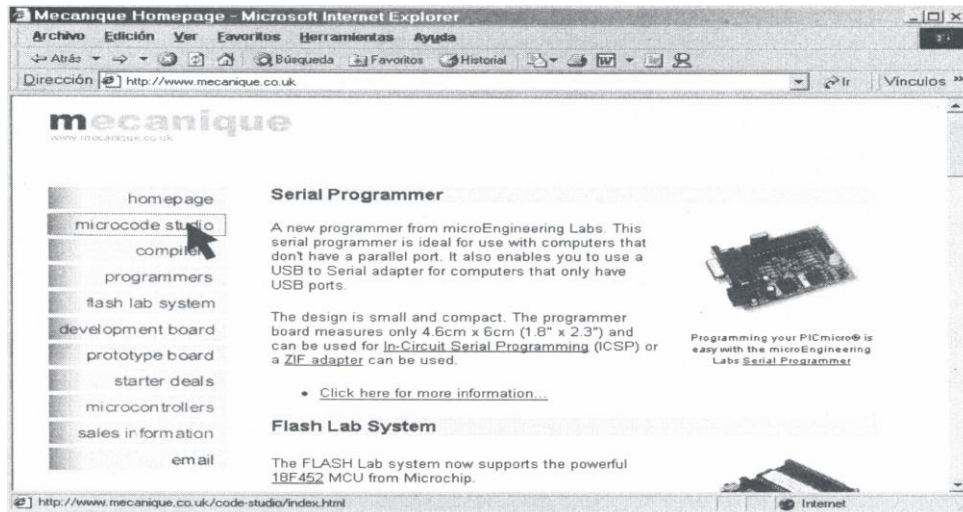 Mecanique Homepage - Microsoft Internet Explorer
Archivo Edición Ver Favoritos Herramientas Ayuda
Atrás Búsqueda Favoritos Historial
Dirección http://www.mecanique.co.uk Ir Vínculos »
mecanique
www.mecanique.co.uk
homepage
microcode studio
compilers
programmers
flash lab system
development board
prototype board
starter deals
microcontrollers
sales information
email
Serial Programmer
A new programmer from microEngineering Labs. This
serial programmer is ideal for use with computers that
don't have a parallel port. It also enables you to use a
USB to Serial adapter for computers that only have
USB ports.
The design is small and compact. The programmer
board measures only 4.6cm x 6cm (1.8" x 2.3") and
can be used for In-Circuit Serial Programming (ICSP) or
a ZIF adapter can be used.
• Click here for more information...
Programming your PICmicro® is
easy with the microEngineering
Labs Serial Programmer
Flash Lab System
The FLASH Lab system now supports the powerful
18F452 MCU from Microchip.
http://www.mecanique.co.uk/code-studio/index.html Internet